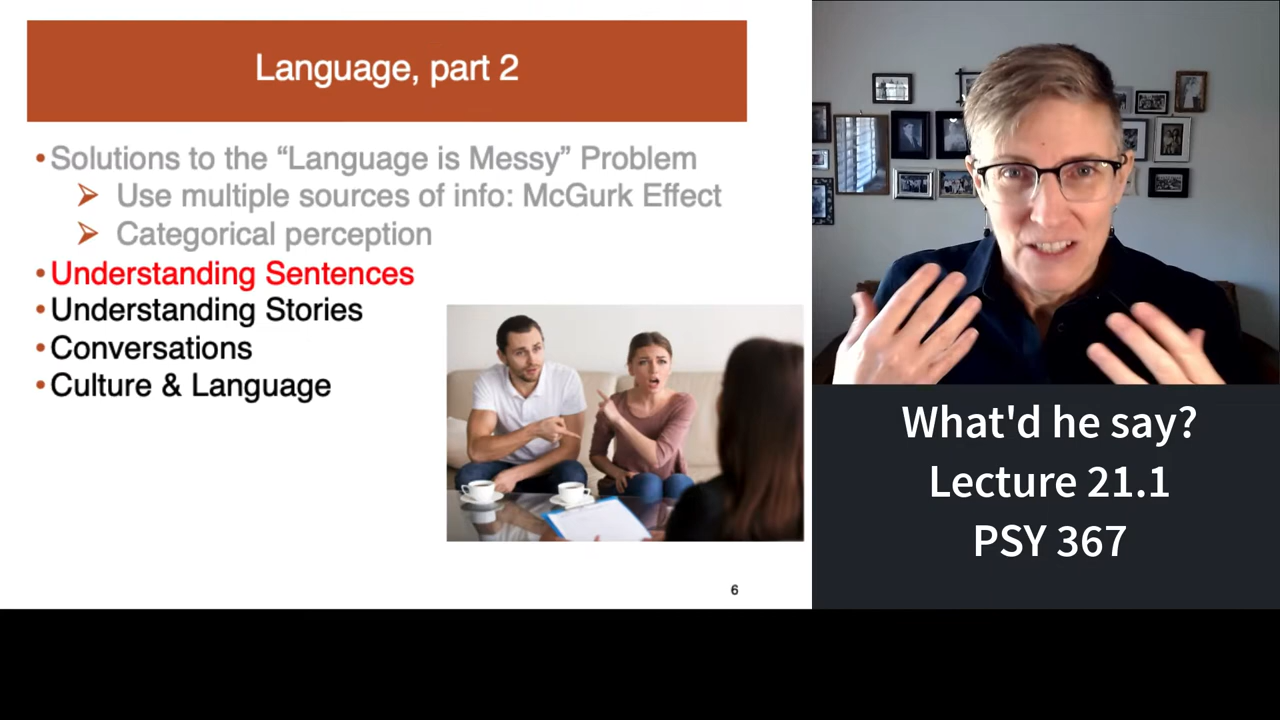 Language, part 2
•Solutions to the “Language is Messy” Problem
➢ Use multiple sources of info: McGurk Effect
➢ Categorical perception
•Understanding Sentences
•Understanding Stories
•Conversations
•Culture & Language
6
What'd he say?
Lecture 21.1
PSY 367